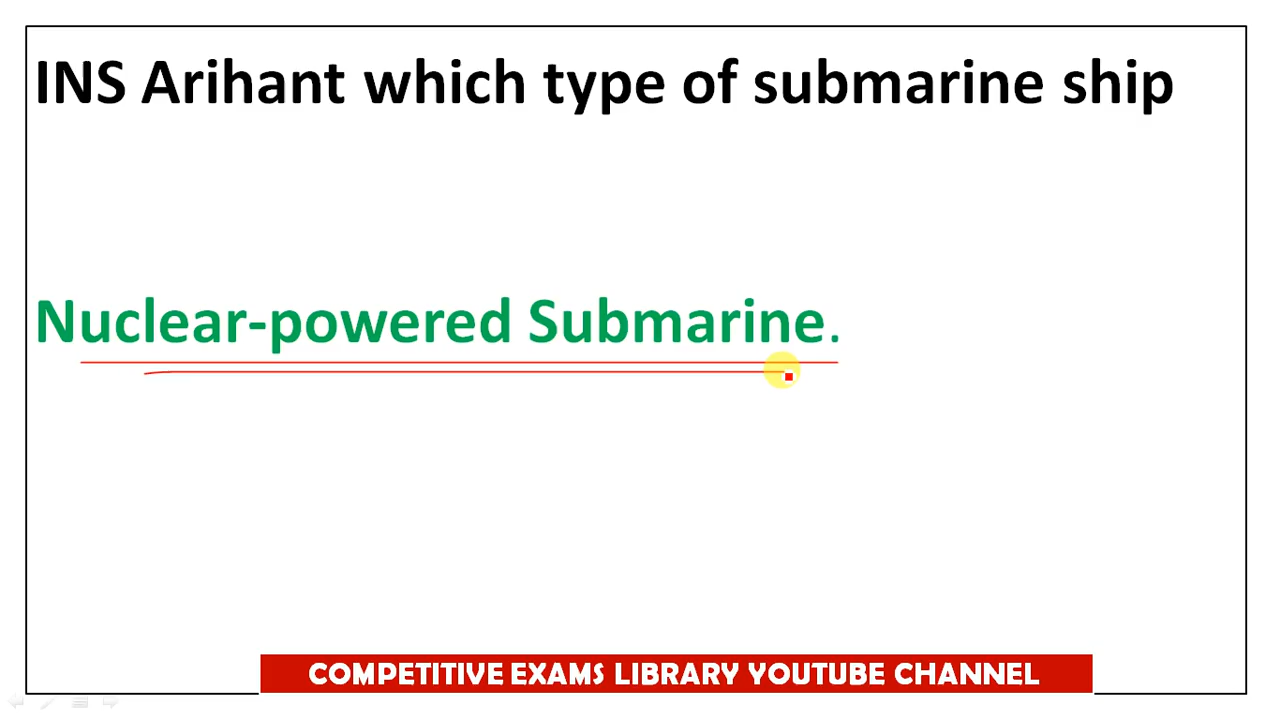 INS Arihant which type of submarine ship
Nuclear-powered Submarine.
COMPETITIVE EXAMS LIBRARY YOUTUBE CHANNEL